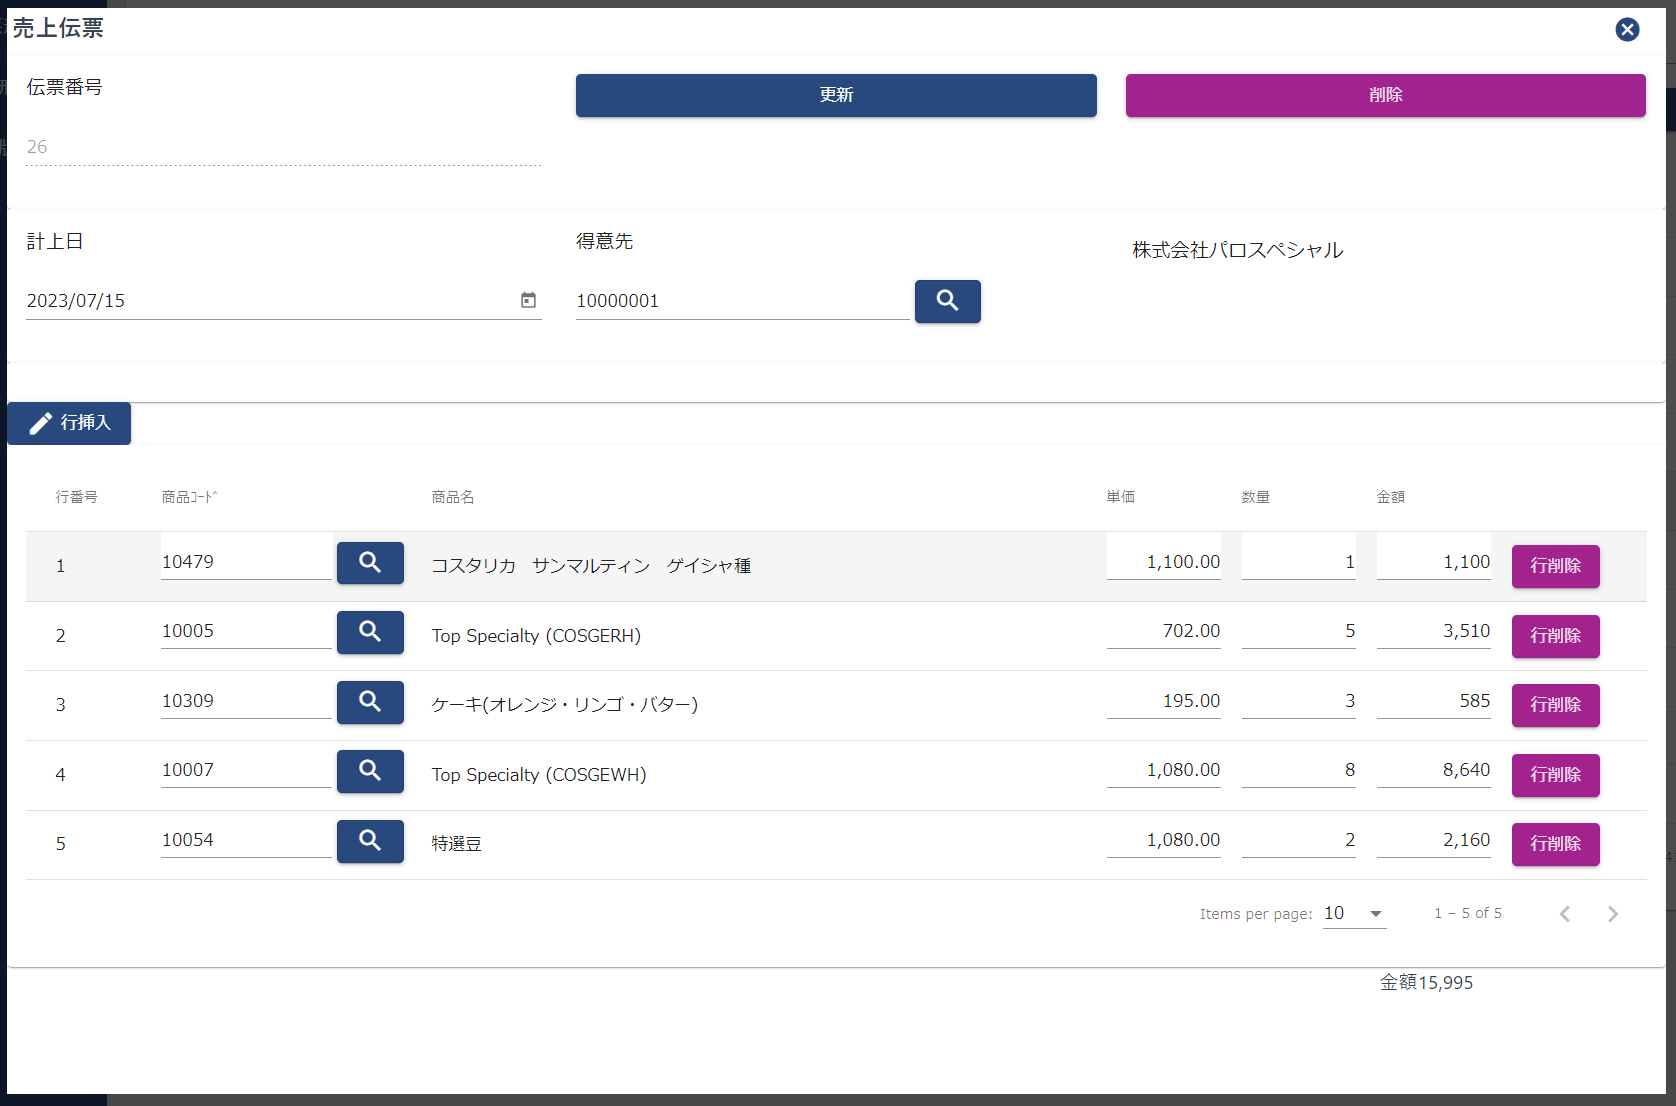 売上伝票
伝票番号
更新
削除
26
計上日
得意先
株式会社パロスペシャル
2023/07/15
10000001
行挿入
行番号 商品ｺｰﾄﾞ 商品名 単価 数量 金額
1 10479 コスタリカ　サンマルティン　ゲイシャ種 1,100.00 1 1,100 行削除
2 10005 Top Specialty (COSGERH) 702.00 5 3,510 行削除
3 10309 ケーキ(オレンジ・リンゴ・バター) 195.00 3 585 行削除
4 10007 Top Specialty (COSGEWH) 1,080.00 8 8,640 行削除
5 10054 特選豆 1,080.00 2 2,160 行削除
Items per page: 10 1 – 5 of 5
金額15,995